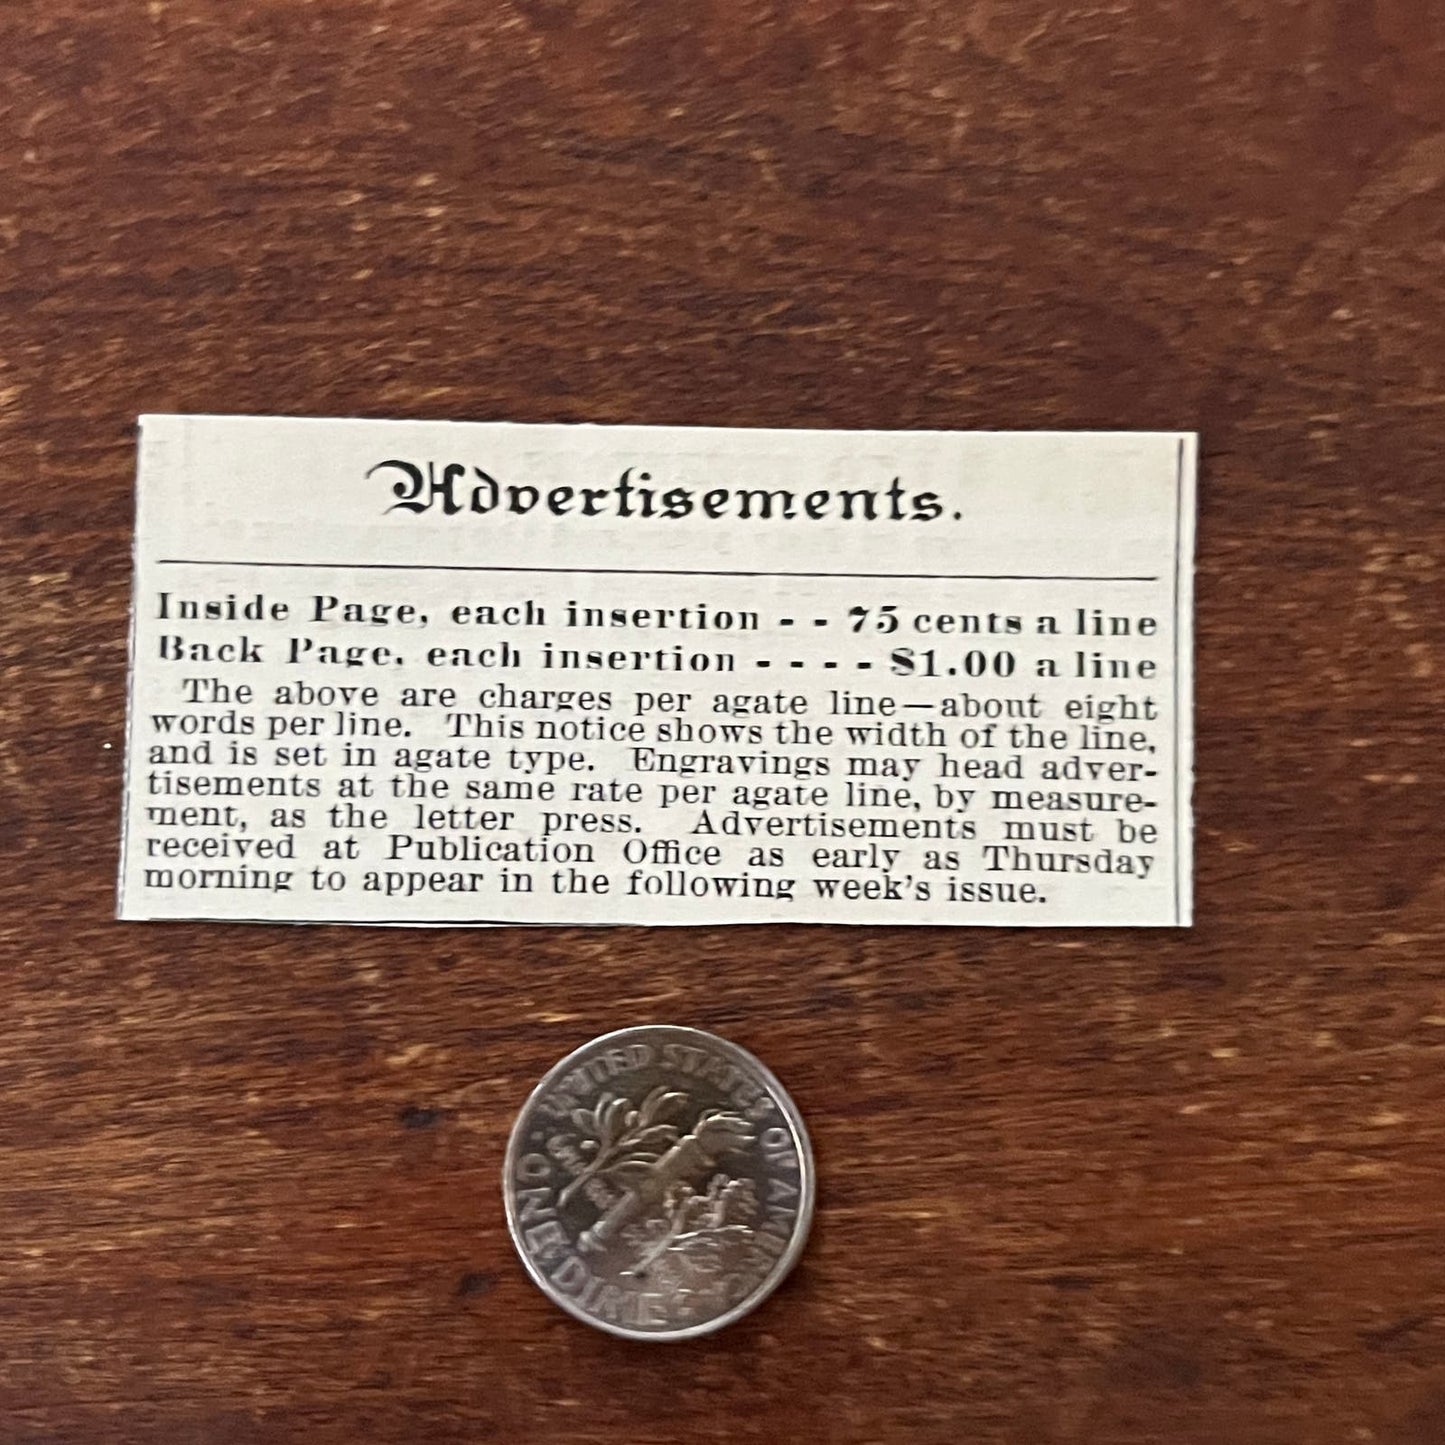 Advertisements.
Inside Page, each insertion - - 75 cents a line
Back Page, each insertion - - - - $1.00 a line
The above are charges per agate line—about eight
words per line. This notice shows the width of the line,
and is set in agate type. Engravings may head adver-
tisements at the same rate per agate line, by measure-
ment, as the letter press. Advertisements must be
received at Publication Office as early as Thursday
morning to appear in the following week's issue.
UNITED STATES OF AMERICA
ONE DIME